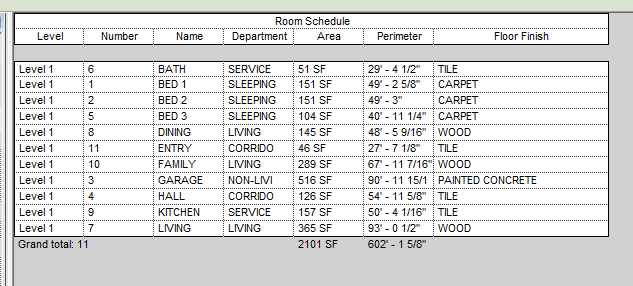 Room Schedule
Level Number Name Department Area Perimeter Floor Finish
Level 1 6 BATH SERVICE 51 SF 29' - 4 1/2" TILE
Level 1 1 BED 1 SLEEPING 151 SF 49' - 2 5/8" CARPET
Level 1 2 BED 2 SLEEPING 151 SF 49' - 3" CARPET
Level 1 5 BED 3 SLEEPING 104 SF 40' - 11 1/4" CARPET
Level 1 8 DINING LIVING 145 SF 48' - 5 9/16" WOOD
Level 1 11 ENTRY CORRIDO 46 SF 27' - 7 1/8" TILE
Level 1 10 FAMILY LIVING 289 SF 67' - 11 7/16" WOOD
Level 1 3 GARAGE NON-LIVI 516 SF 90' - 11 15/1 PAINTED CONCRETE
Level 1 4 HALL CORRIDO 126 SF 54' - 11 5/8" TILE
Level 1 9 KITCHEN SERVICE 157 SF 50' - 4 1/16" TILE
Level 1 7 LIVING LIVING 365 SF 93' - 0 1/2" WOOD
Grand total: 11 2101 SF 602' - 1 5/8"